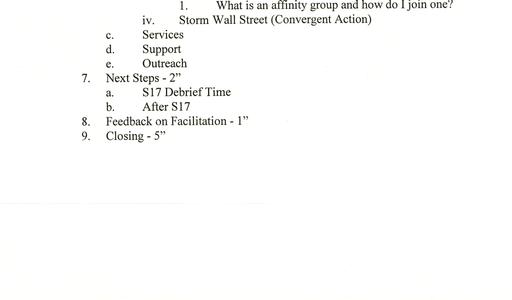 1. What is an affinity group and how do I join one?
iv. Storm Wall Street (Convergent Action)
c. Services
d. Support
e. Outreach
7. Next Steps - 2”
a. S17 Debrief Time
b. After S17
8. Feedback on Facilitation - 1”
9. Closing - 5”